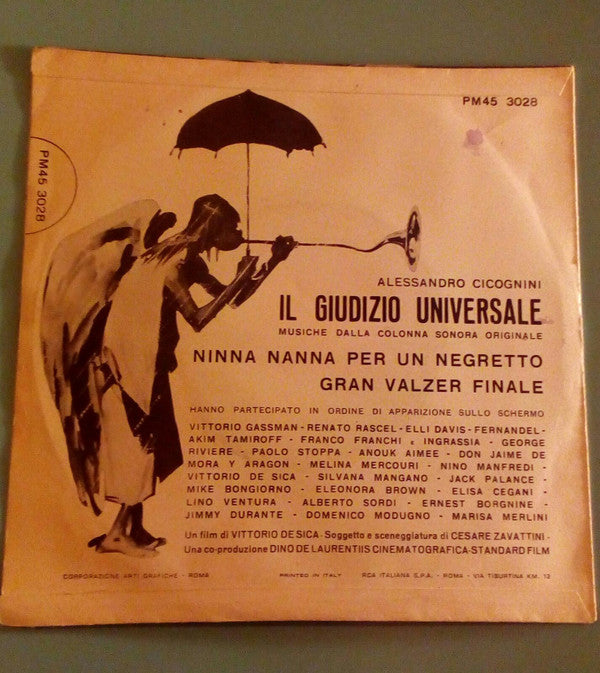 PM45 3028
PM45 3028
ALESSANDRO CICOGNINI
IL GIUDIZIO UNIVERSALE
MUSICHE DALLA COLONNA SONORA ORIGINALE
NINNA NANNA PER UN NEGRETTO
GRAN VALZER FINALE
HANNO PARTECIPATO IN ORDINE DI APPARIZIONE SULLO SCHERMO
VITTORIO GASSMAN - RENATO RASCEL - ELLI DAVIS - FERNANDEL -
AKIM TAMIROFF - FRANCO FRANCHI e INGRASSIA - GEORGE
RIVIERE - PAOLO STOPPA - ANOUK AIMEE - DON JAIME DE
MORA Y ARAGON - MELINA MERCOURI - NINO MANFREDI -
VITTORIO DE SICA - SILVANA MANGANO - JACK PALANCE -
MIKE BONGIORNO - ELEONORA BROWN - ELISA CEGANI -
LINO VENTURA - ALBERTO SORDI - ERNEST BORGNINE -
JIMMY DURANTE - DOMENICO MODUGNO - MARISA MERLINI
Un film di VITTORIO DE SICA - Soggetto e sceneggiatura di CESARE ZAVATTINI -
Una co-produzione DINO DE LAURENTIIS CINEMATOGRAFICA - STANDARD FILM
CORPORAZIONE ARTI GRAFICHE - ROMA
PRINTED IN ITALY
RCA ITALIANA S.P.A. - ROMA - VIA TIBURTINA KM. 12